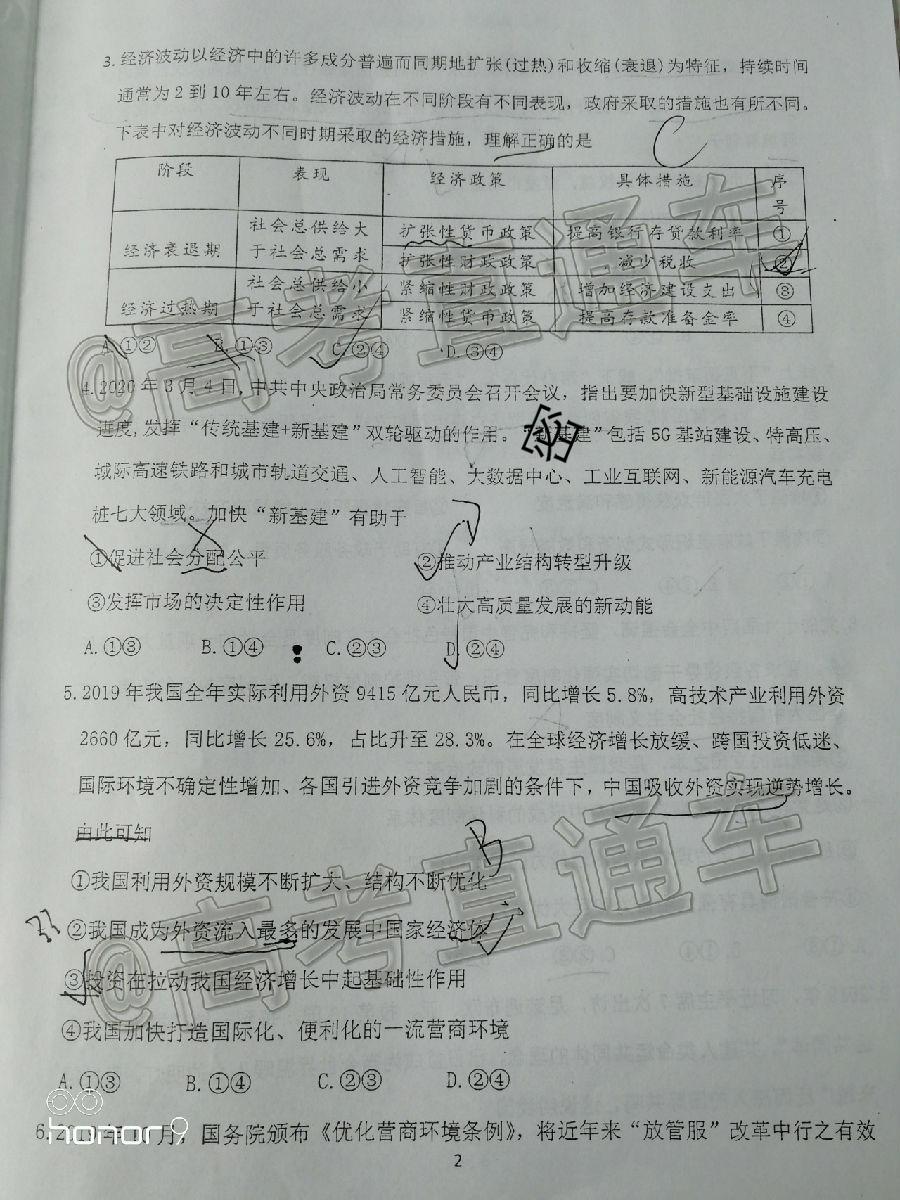 3. 经济波动以经济中的许多成分普遍而同期地扩张(过热)和收缩(衰退)为特征，持续时间
通常为2到10年左右。经济波动在不同阶段有不同表现，政府采取的措施也有所不同。
下表中对经济波动不同时期采取的经济措施，理解正确的是
C
阶段 表现 经济政策 具体措施 序号
经济衰退期 社会总供给大于社会总需求 扩张性货币政策 提高银行存贷款利率 ①
扩张性财政政策 减少税收 ②
经济过热期 社会总供给小于社会总需求 紧缩性财政政策 增加经济建设支出 ③
紧缩性货币政策 提高存款准备金率 ④
A.①② B.①③ C.②④ D.③④
4.2020年3月4日，中共中央政治局常务委员会召开会议，指出要加快新型基础设施建设
进度,发挥“传统基建+新基建”双轮驱动的作用。“新基建”包括5G基站建设、特高压、
城际高速铁路和城市轨道交通、人工智能、大数据中心、工业互联网、新能源汽车充电
桩七大领域。加快“新基建”有助于
①促进社会分配公平 ②推动产业结构转型升级
③发挥市场的决定性作用 ④壮大高质量发展的新动能
A.①③ B.①④ C.②③ D.②④
密
5.2019年我国全年实际利用外资9415亿元人民币，同比增长5.8%，高技术产业利用外资
2660亿元，同比增长25.6%，占比升至28.3%。在全球经济增长放缓、跨国投资低迷、
国际环境不确定性增加、各国引进外资竞争加剧的条件下，中国吸收外资实现逆势增长。
由此可知
B
①我国利用外资规模不断扩大、结构不断优化
②我国成为外资流入最多的发展中国家经济体
③投资在拉动我国经济增长中起基础性作用
④我国加快打造国际化、便利化的一流营商环境
A.①③ B.①④ C.②③ D.②④
6.2019年10月，国务院颁布《优化营商环境条例》，将近年来“放管服”改革中行之有效
2
@高考直通车
@高考直通车
SHOT ON
honor 9